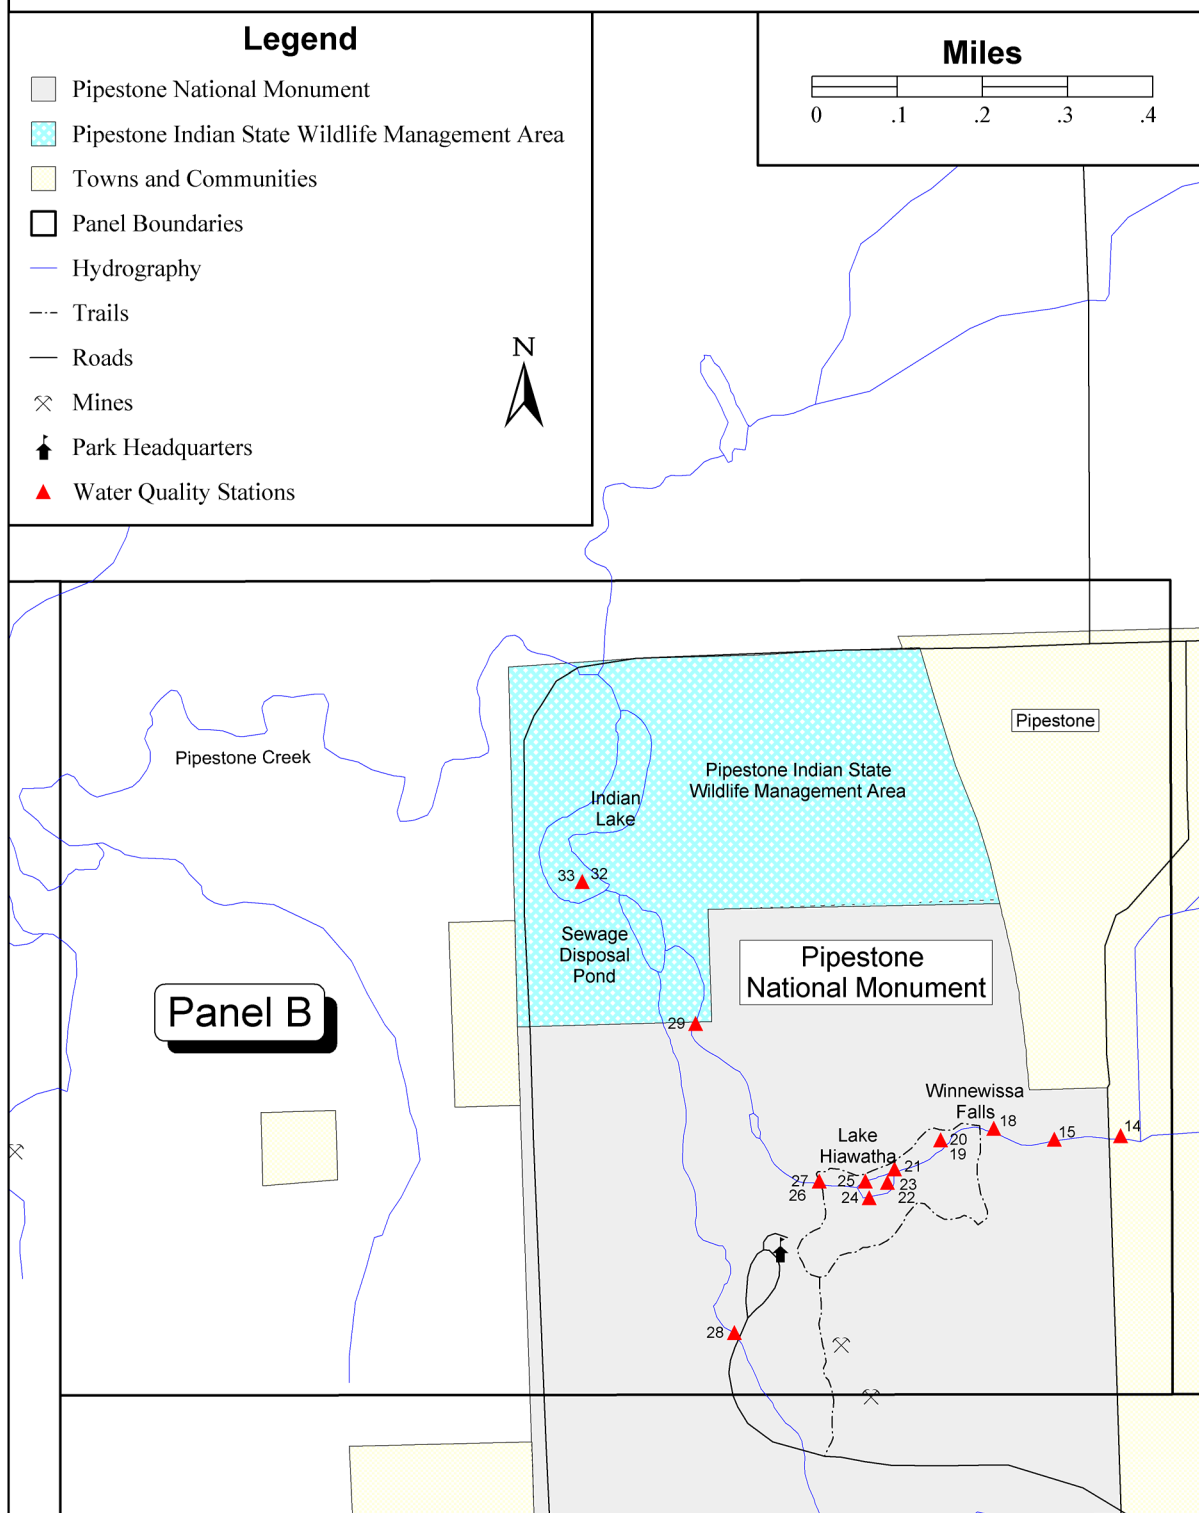 Legend
Pipestone National Monument
Pipestone Indian State Wildlife Management Area
Towns and Communities
Panel Boundaries
Hydrography
Trails
Roads
Mines
Park Headquarters
Water Quality Stations
N
Miles
0 .1 .2 .3 .4
Pipestone
Pipestone Creek
Pipestone Indian State
Wildlife Management Area
Indian
Lake
33 32
Sewage
Disposal
Pond
Pipestone
National Monument
Panel B
29
Winnewissa
Falls
18
14
15
20
19
Lake
Hiawatha
21
27
26
25
24
23
22
28